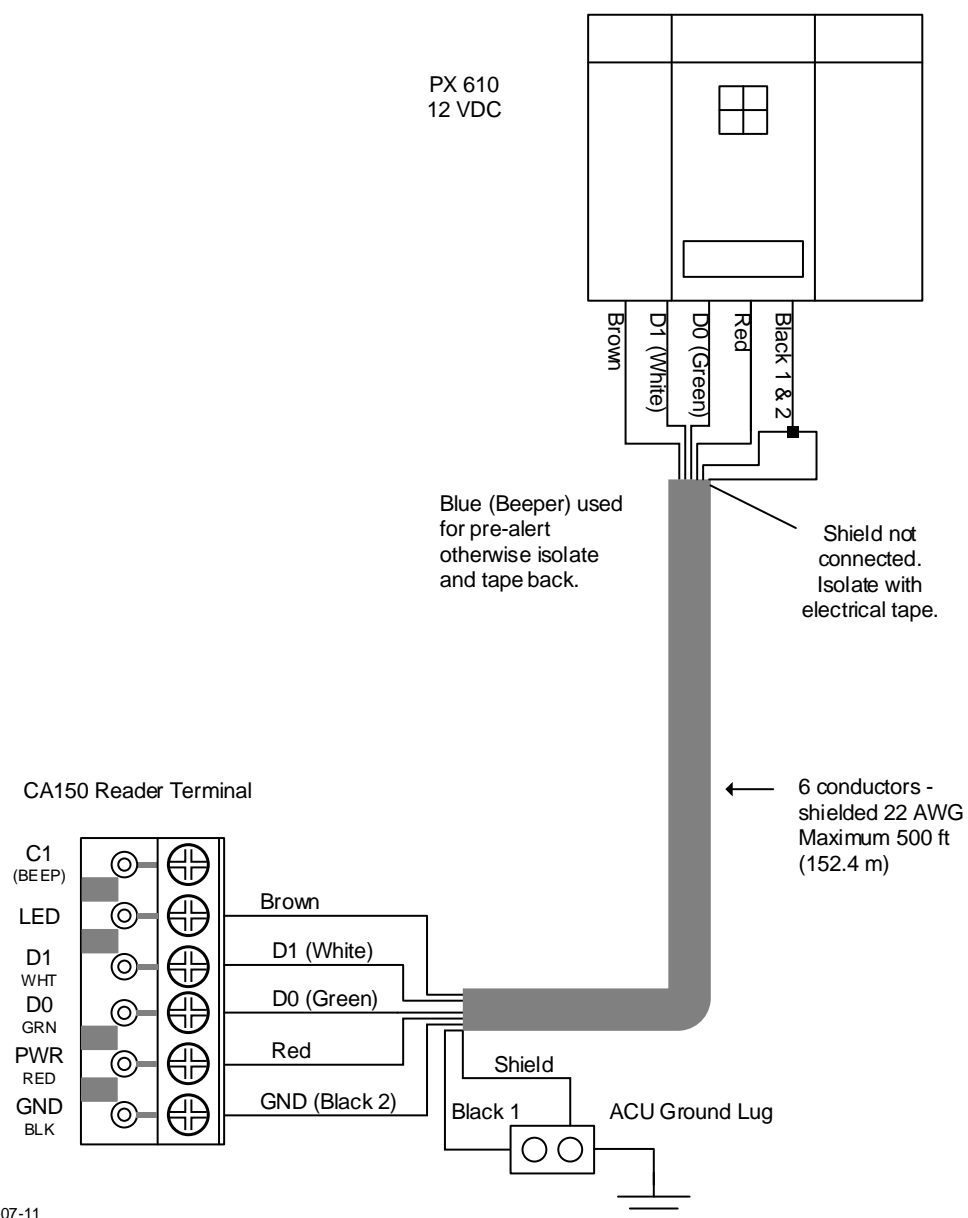 PX 610
12 VDC
Brown
D1 (White)
D0 (Green)
Red
Black 1 & 2
Blue (Beeper) used
for pre-alert
otherwise isolate
and tape back.
Shield not
connected.
Isolate with
electrical tape.
6 conductors -
shielded 22 AWG
Maximum 500 ft
(152.4 m)
CA150 Reader Terminal
C1
(BEEP)
LED
D1
WHT
D0
GRN
PWR
RED
GND
BLK
Brown
D1 (White)
D0 (Green)
Red
GND (Black 2)
Shield
Black 1
ACU Ground Lug
07-11